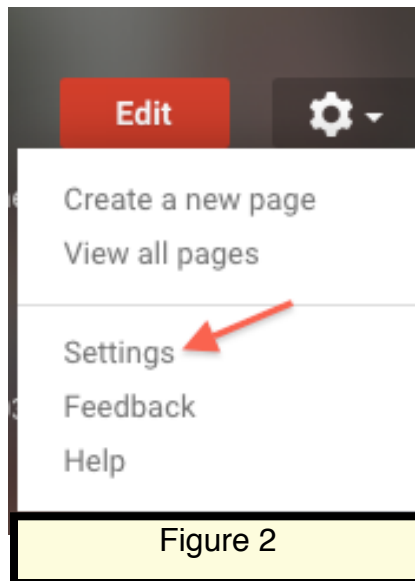 Edit
Create a new page
View all pages
Settings
Feedback
Help
Figure 2